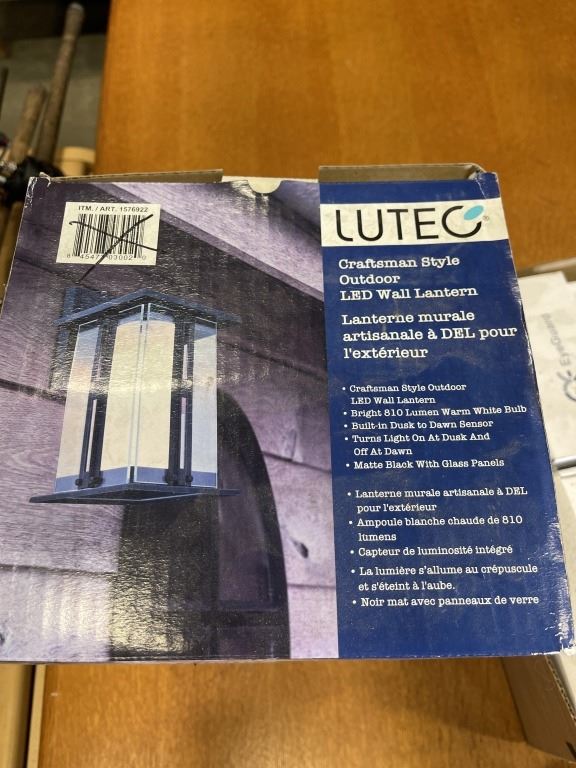 ITM. / ART. 1576922
LUTEC®
Craftsman Style
Outdoor
LED Wall Lantern
Lanterne murale
artisanale à DEL pour
l'extérieur
• Craftsman Style Outdoor
LED Wall Lantern
• Bright 810 Lumen Warm White Bulb
• Built-in Dusk to Dawn Sensor
• Turns Light On At Dusk And
Off At Dawn
• Matte Black With Glass Panels
• Lanterne murale artisanale à DEL
pour l'extérieur
• Ampoule blanche chaude de 810
lumens
• Capteur de luminosité intégré
• La lumière s'allume au crépuscule
et s'éteint à l'aube.
• Noir mat avec panneaux de verre